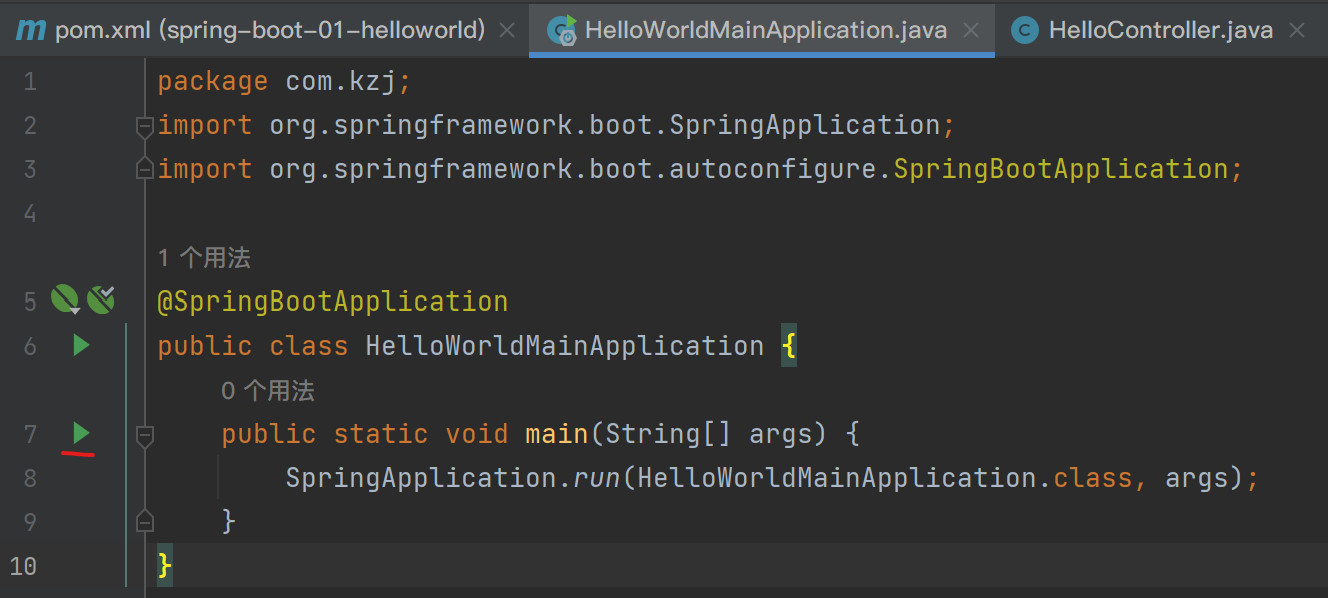 m pom.xml (spring-boot-01-helloworld) × C HelloWorldMainApplication.java × C HelloController.java ×
1 package com.kzj;
2 import org.springframework.boot.SpringApplication;
3 import org.springframework.boot.autoconfigure.SpringBootApplication;
4
1 个用法
5 @SpringBootApplication
6 public class HelloWorldMainApplication {
0 个用法
7 public static void main(String[] args) {
8 SpringApplication.run(HelloWorldMainApplication.class, args);
9 }
10 }